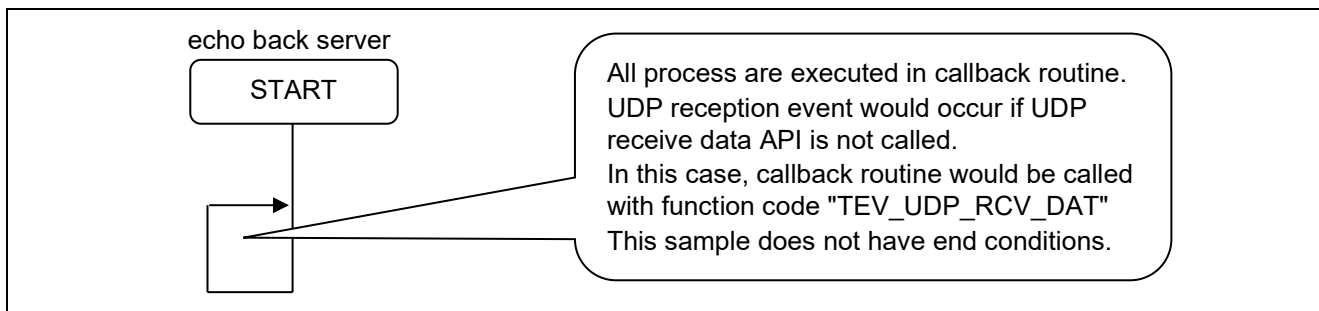 echo back server
START
All process are executed in callback routine.
UDP reception event would occur if UDP
receive data API is not called.
In this case, callback routine would be called
with function code "TEV_UDP_RCV_DAT"
This sample does not have end conditions.